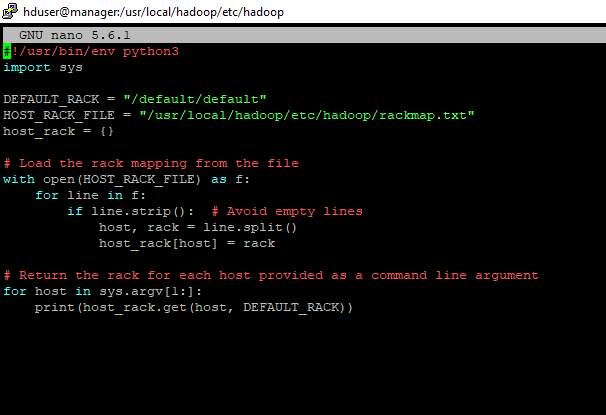 hduser@manager:/usr/local/hadoop/etc/hadoop
GNU nano 5.6.1
#!/usr/bin/env python3
import sys
DEFAULT_RACK = "/default/default"
HOST_RACK_FILE = "/usr/local/hadoop/etc/hadoop/rackmap.txt"
host_rack = {}
# Load the rack mapping from the file
with open(HOST_RACK_FILE) as f:
    for line in f:
        if line.strip():  # Avoid empty lines
            host, rack = line.split()
            host_rack[host] = rack
# Return the rack for each host provided as a command line argument
for host in sys.argv[1:]:
    print(host_rack.get(host, DEFAULT_RACK))